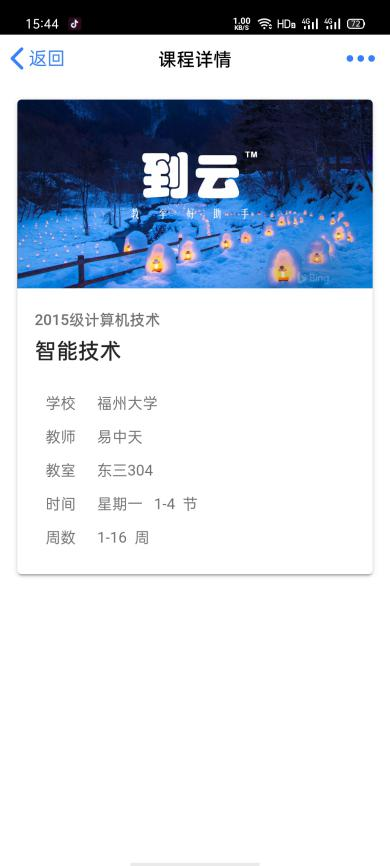 15:44
1.00
KB/S
HD
4G
4G
72
返回
课程详情
到云
TM
教室好助手
Bing
2015级计算机技术
智能技术
学校 福州大学
教师 易中天
教室 东三304
时间 星期一 1-4 节
周数 1-16 周